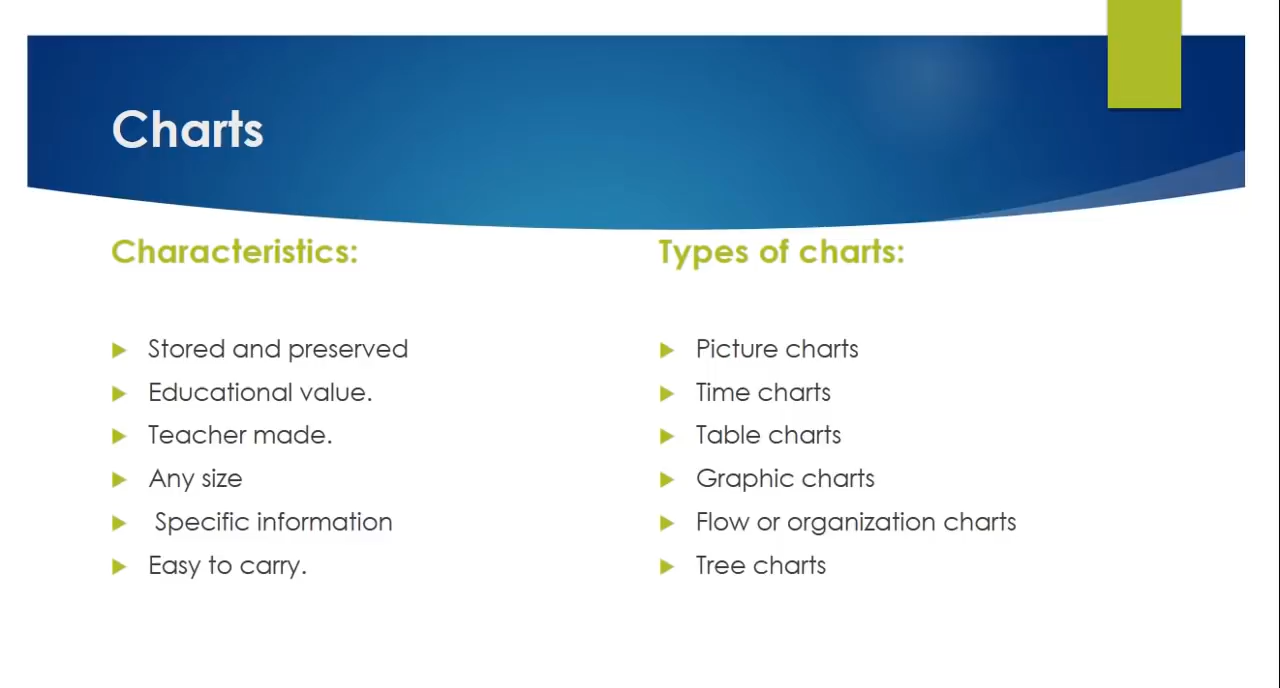 Charts
Characteristics:
Stored and preserved
Educational value.
Teacher made.
Any size
Specific information
Easy to carry.
Types of charts:
Picture charts
Time charts
Table charts
Graphic charts
Flow or organization charts
Tree charts